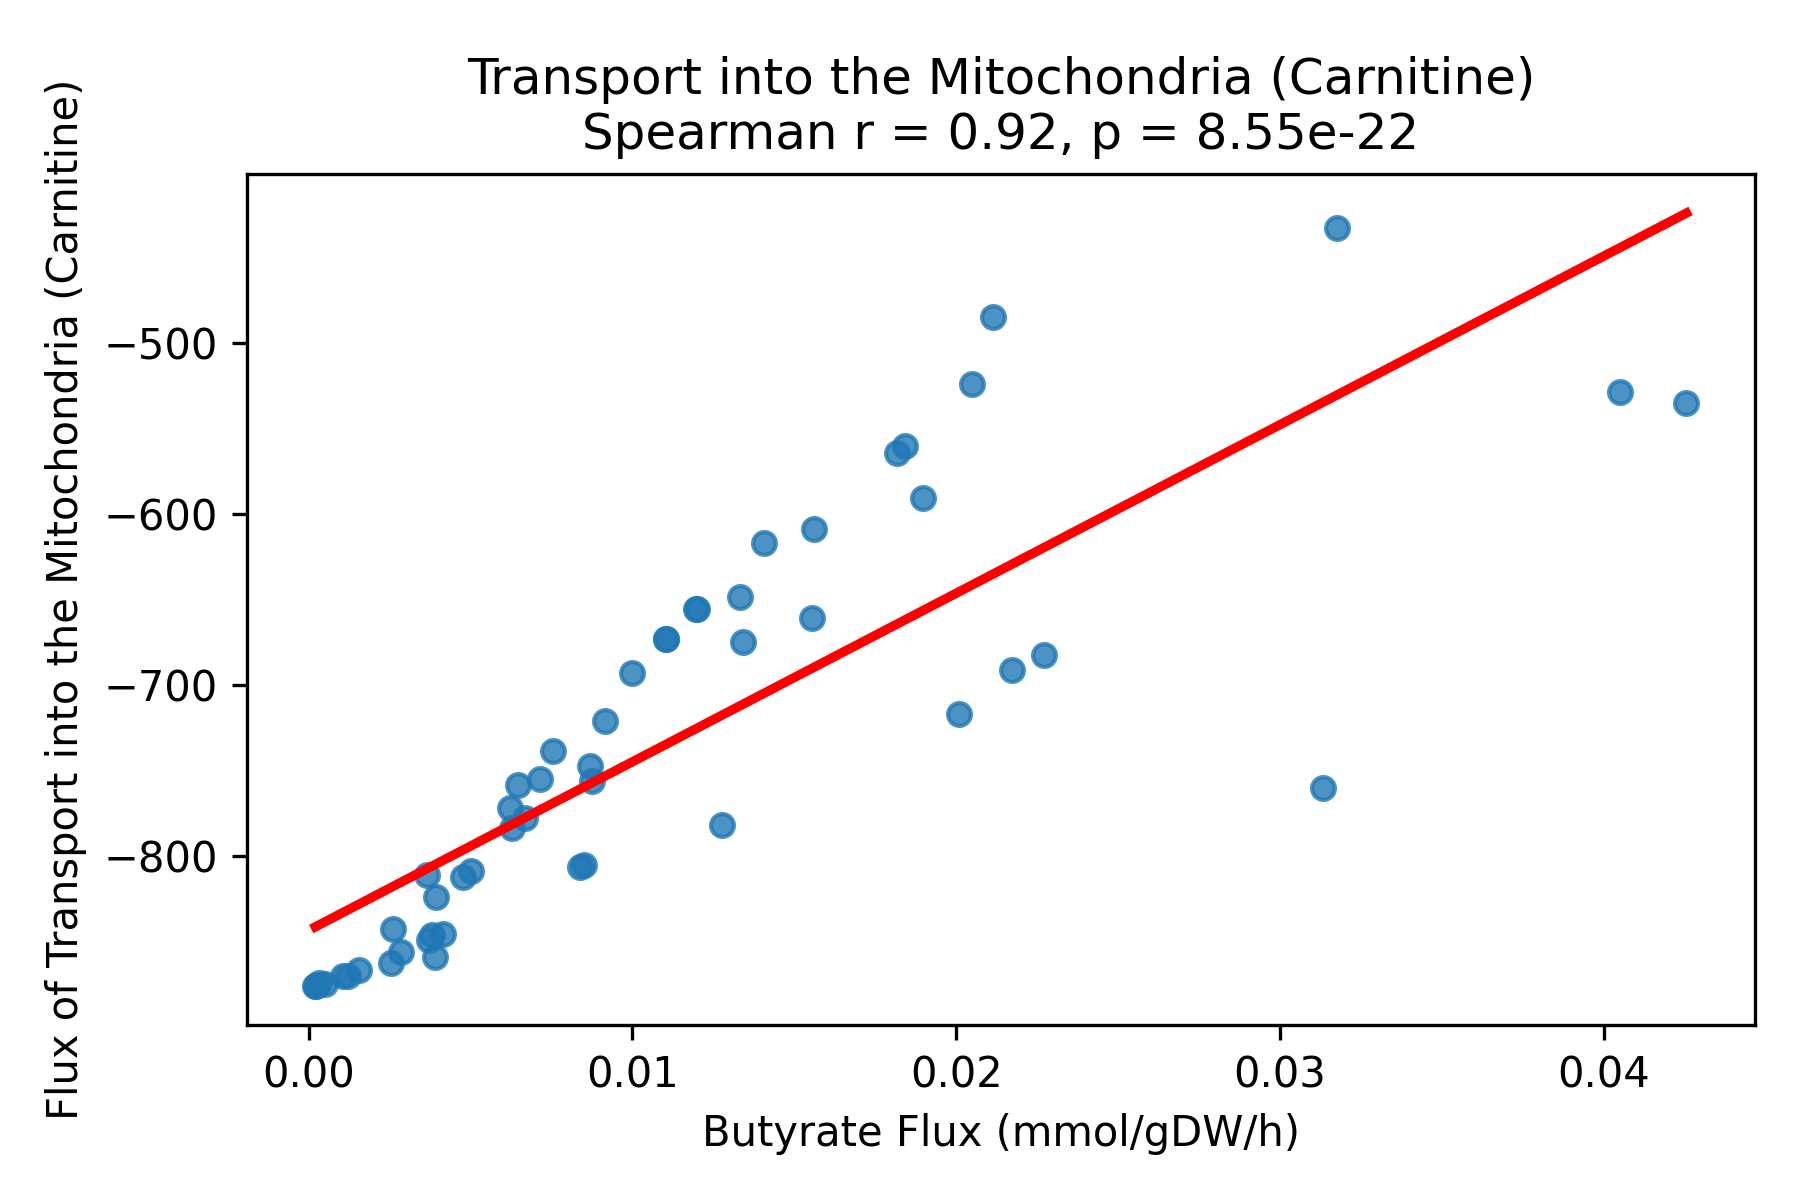 Transport into the Mitochondria (Carnitine)
Spearman r = 0.92, p = 8.55e-22
Flux of Transport into the Mitochondria (Carnitine)
−500
−600
−700
−800
0.00 0.01 0.02 0.03 0.04
Butyrate Flux (mmol/gDW/h)